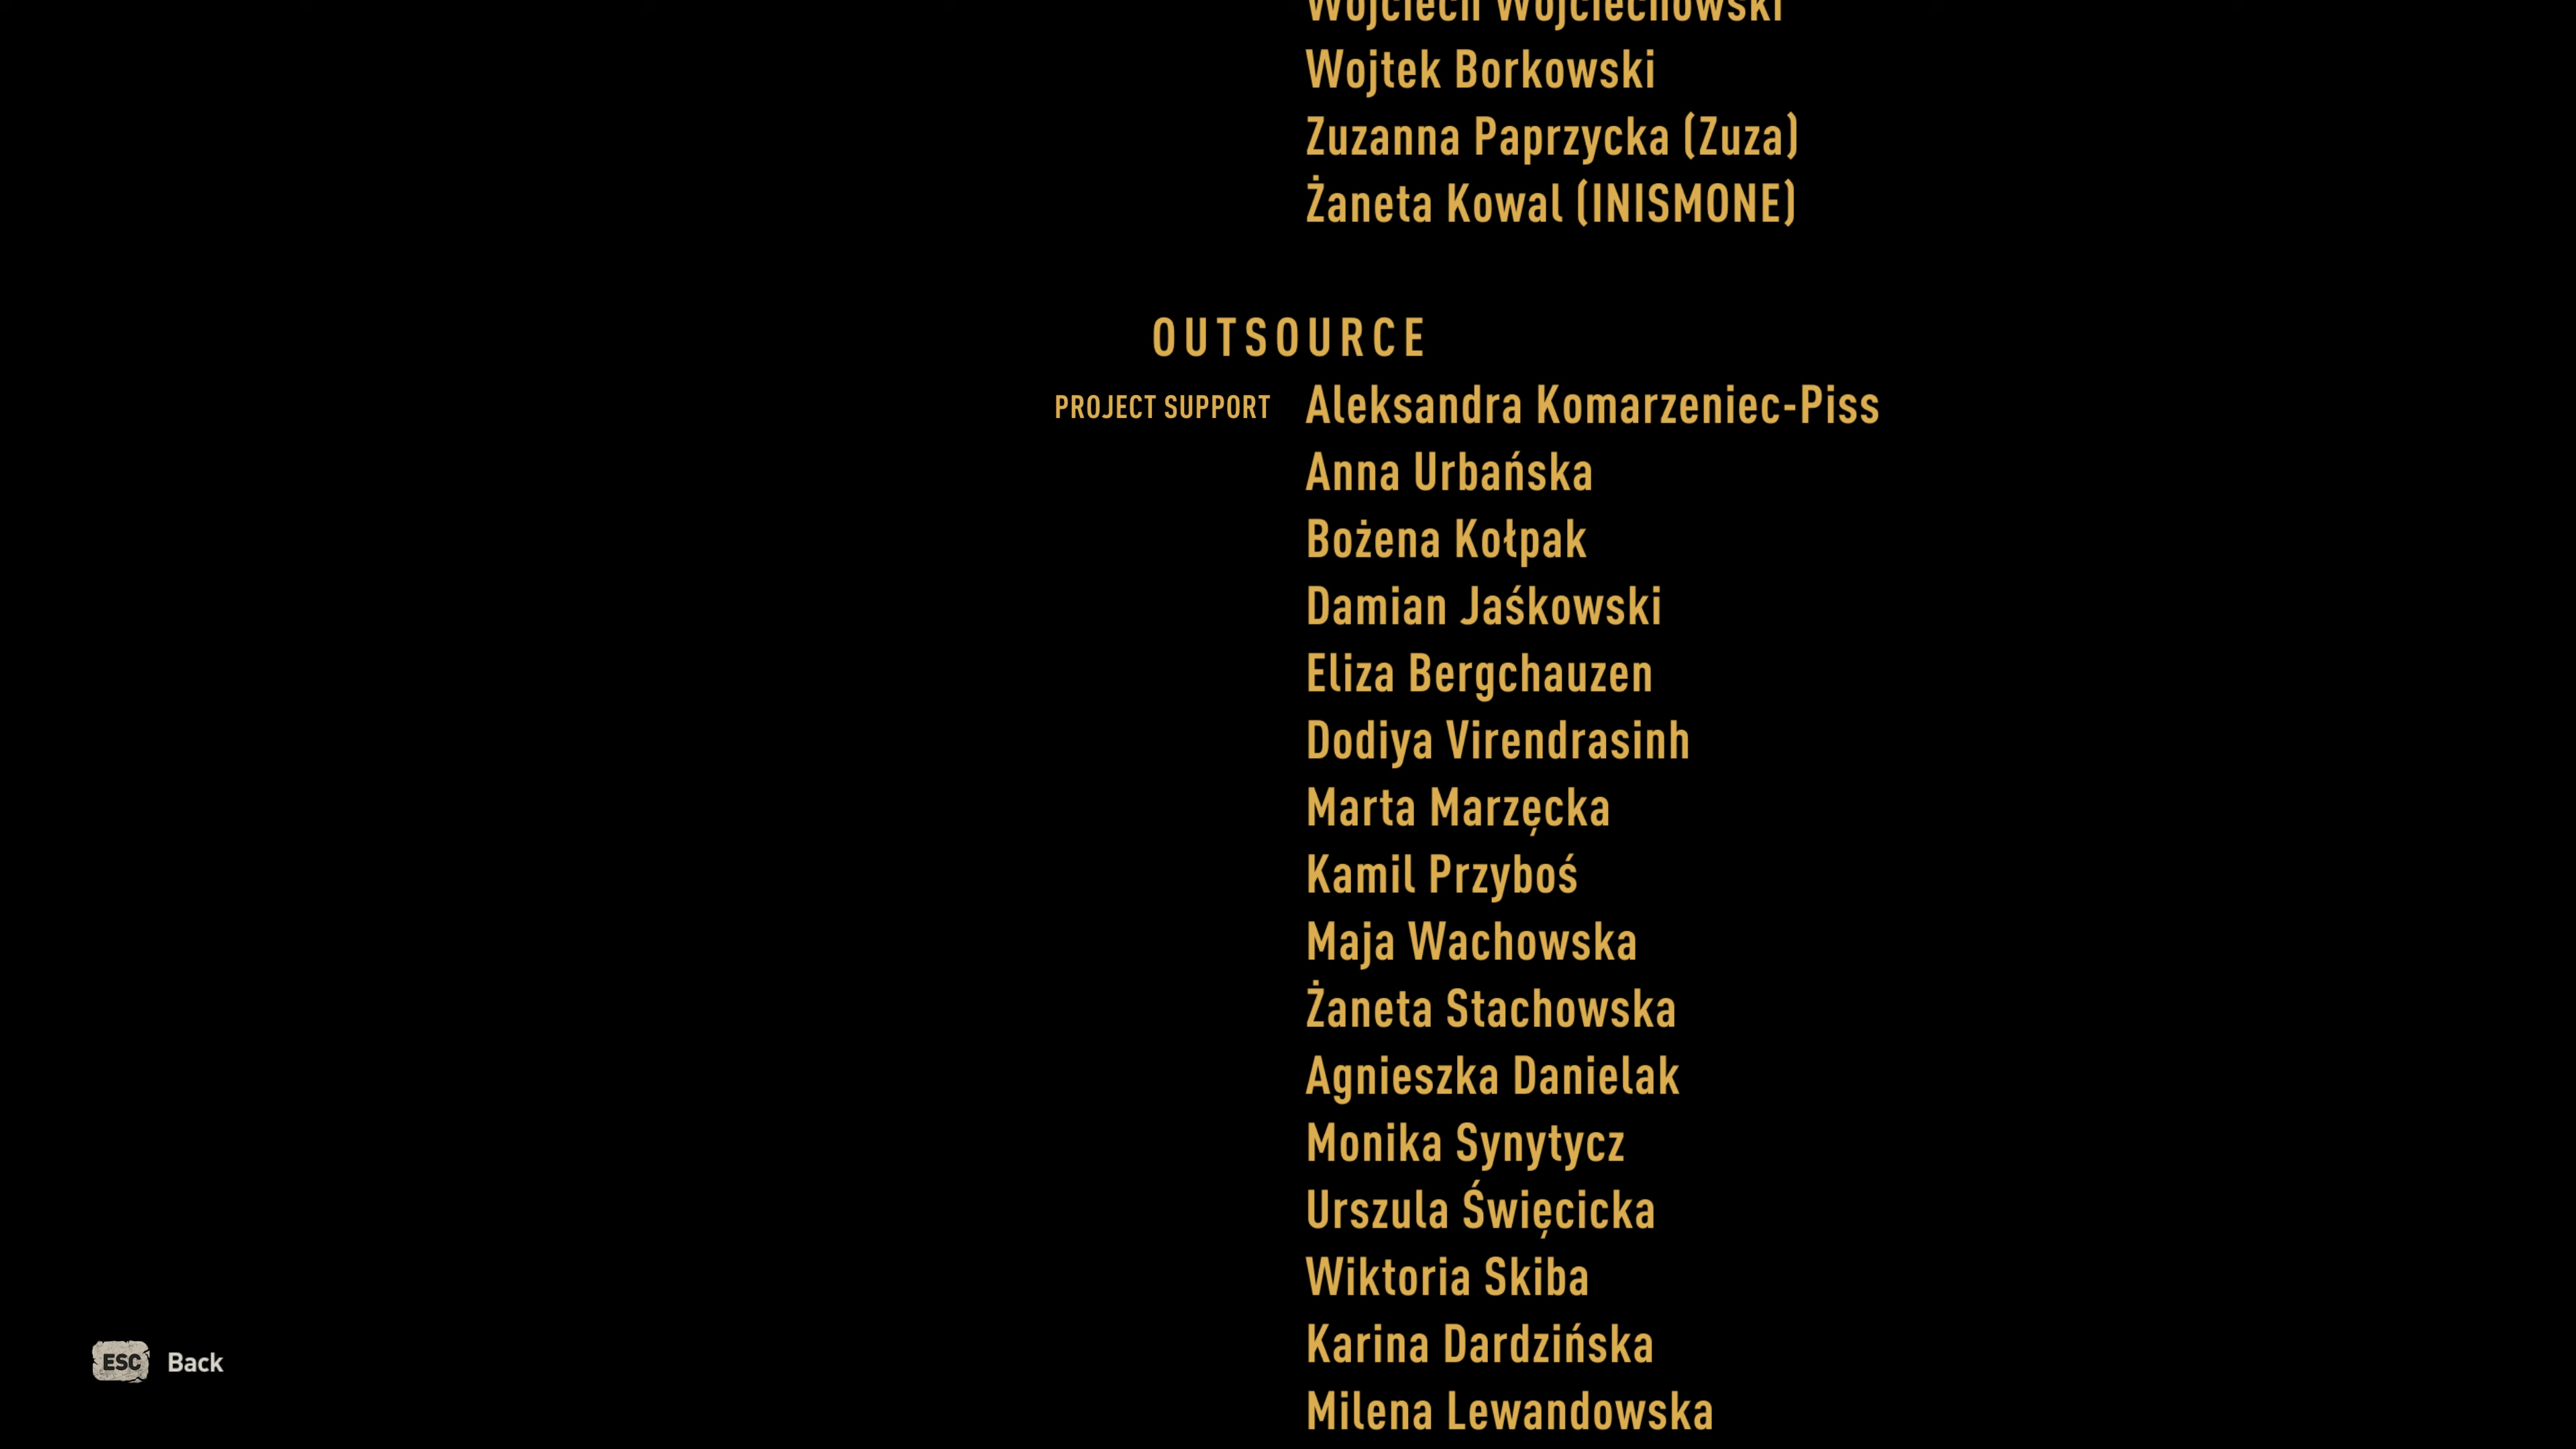 Wojciech Wojciechowski
Wojtek Borkowski
Zuzanna Paprzycka (Zuza)
Żaneta Kowal (INISMONE)
OUTSOURCE
PROJECT SUPPORT Aleksandra Komarzeniec-Piss
Anna Urbańska
Bożena Kołpak
Damian Jaśkowski
Eliza Bergchauzen
Dodiya Virendrasinh
Marta Marzęcka
Kamil Przyboś
Maja Wachowska
Żaneta Stachowska
Agnieszka Danielak
Monika Synytycz
Urszula Święcicka
Wiktoria Skiba
Karina Dardzińska
Milena Lewandowska
ESC Back